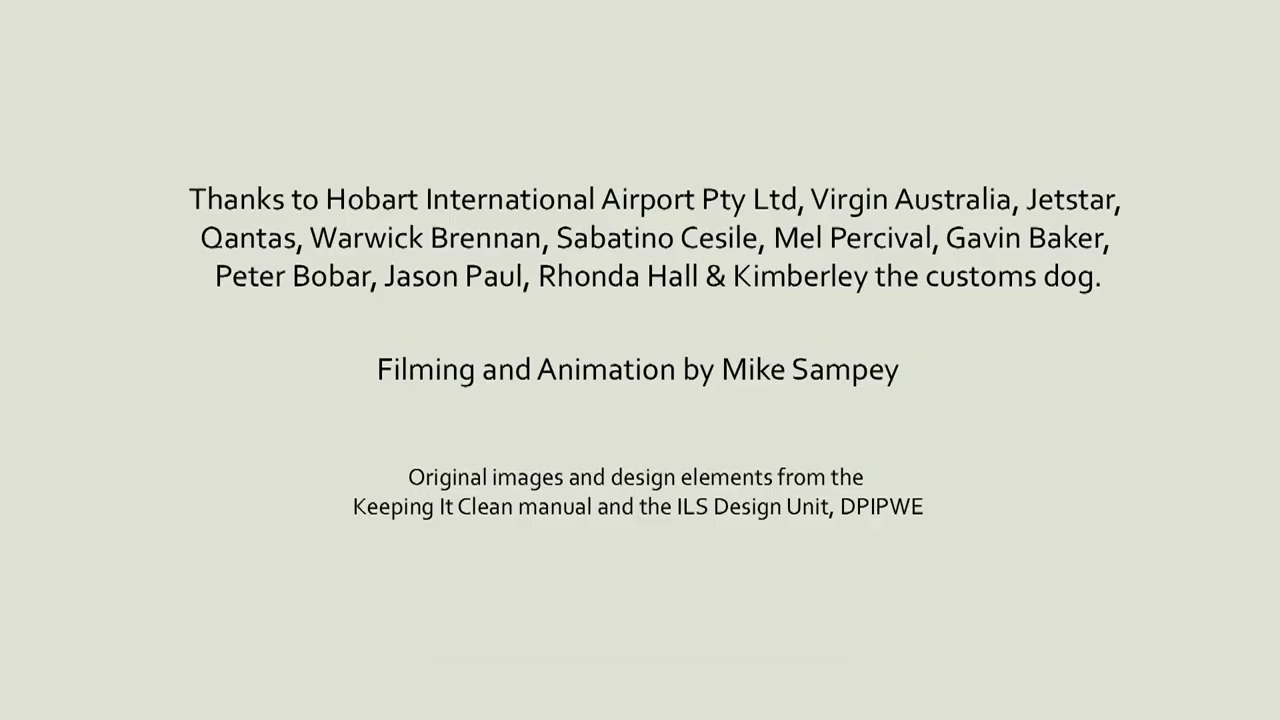 Thanks to Hobart International Airport Pty Ltd, Virgin Australia, Jetstar,
Qantas, Warwick Brennan, Sabatino Cesile, Mel Percival, Gavin Baker,
Peter Bobar, Jason Paul, Rhonda Hall & Kimberley the customs dog.
Filming and Animation by Mike Sampey
Original images and design elements from the
Keeping It Clean manual and the ILS Design Unit, DPIPWE